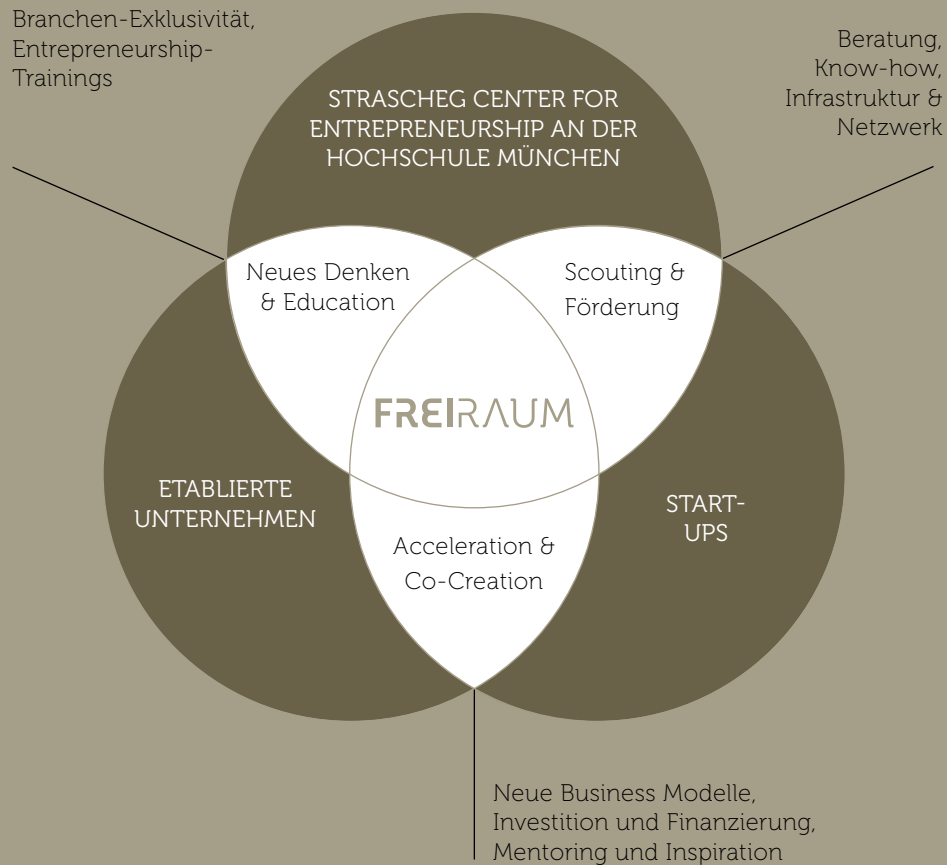 Branchen-Exklusivität,
Entrepreneurship-
Trainings
Beratung,
Know-how,
Infrastruktur &
Netzwerk
STRASCHEG CENTER FOR
ENTREPRENEURSHIP AN DER
HOCHSCHULE MÜNCHEN
Neues Denken
& Education
Scouting &
Förderung
FREIRAUM
ETABLIERTE
UNTERNEHMEN
START-
UPS
Acceleration &
Co-Creation
Neue Business Modelle,
Investition und Finanzierung,
Mentoring und Inspiration